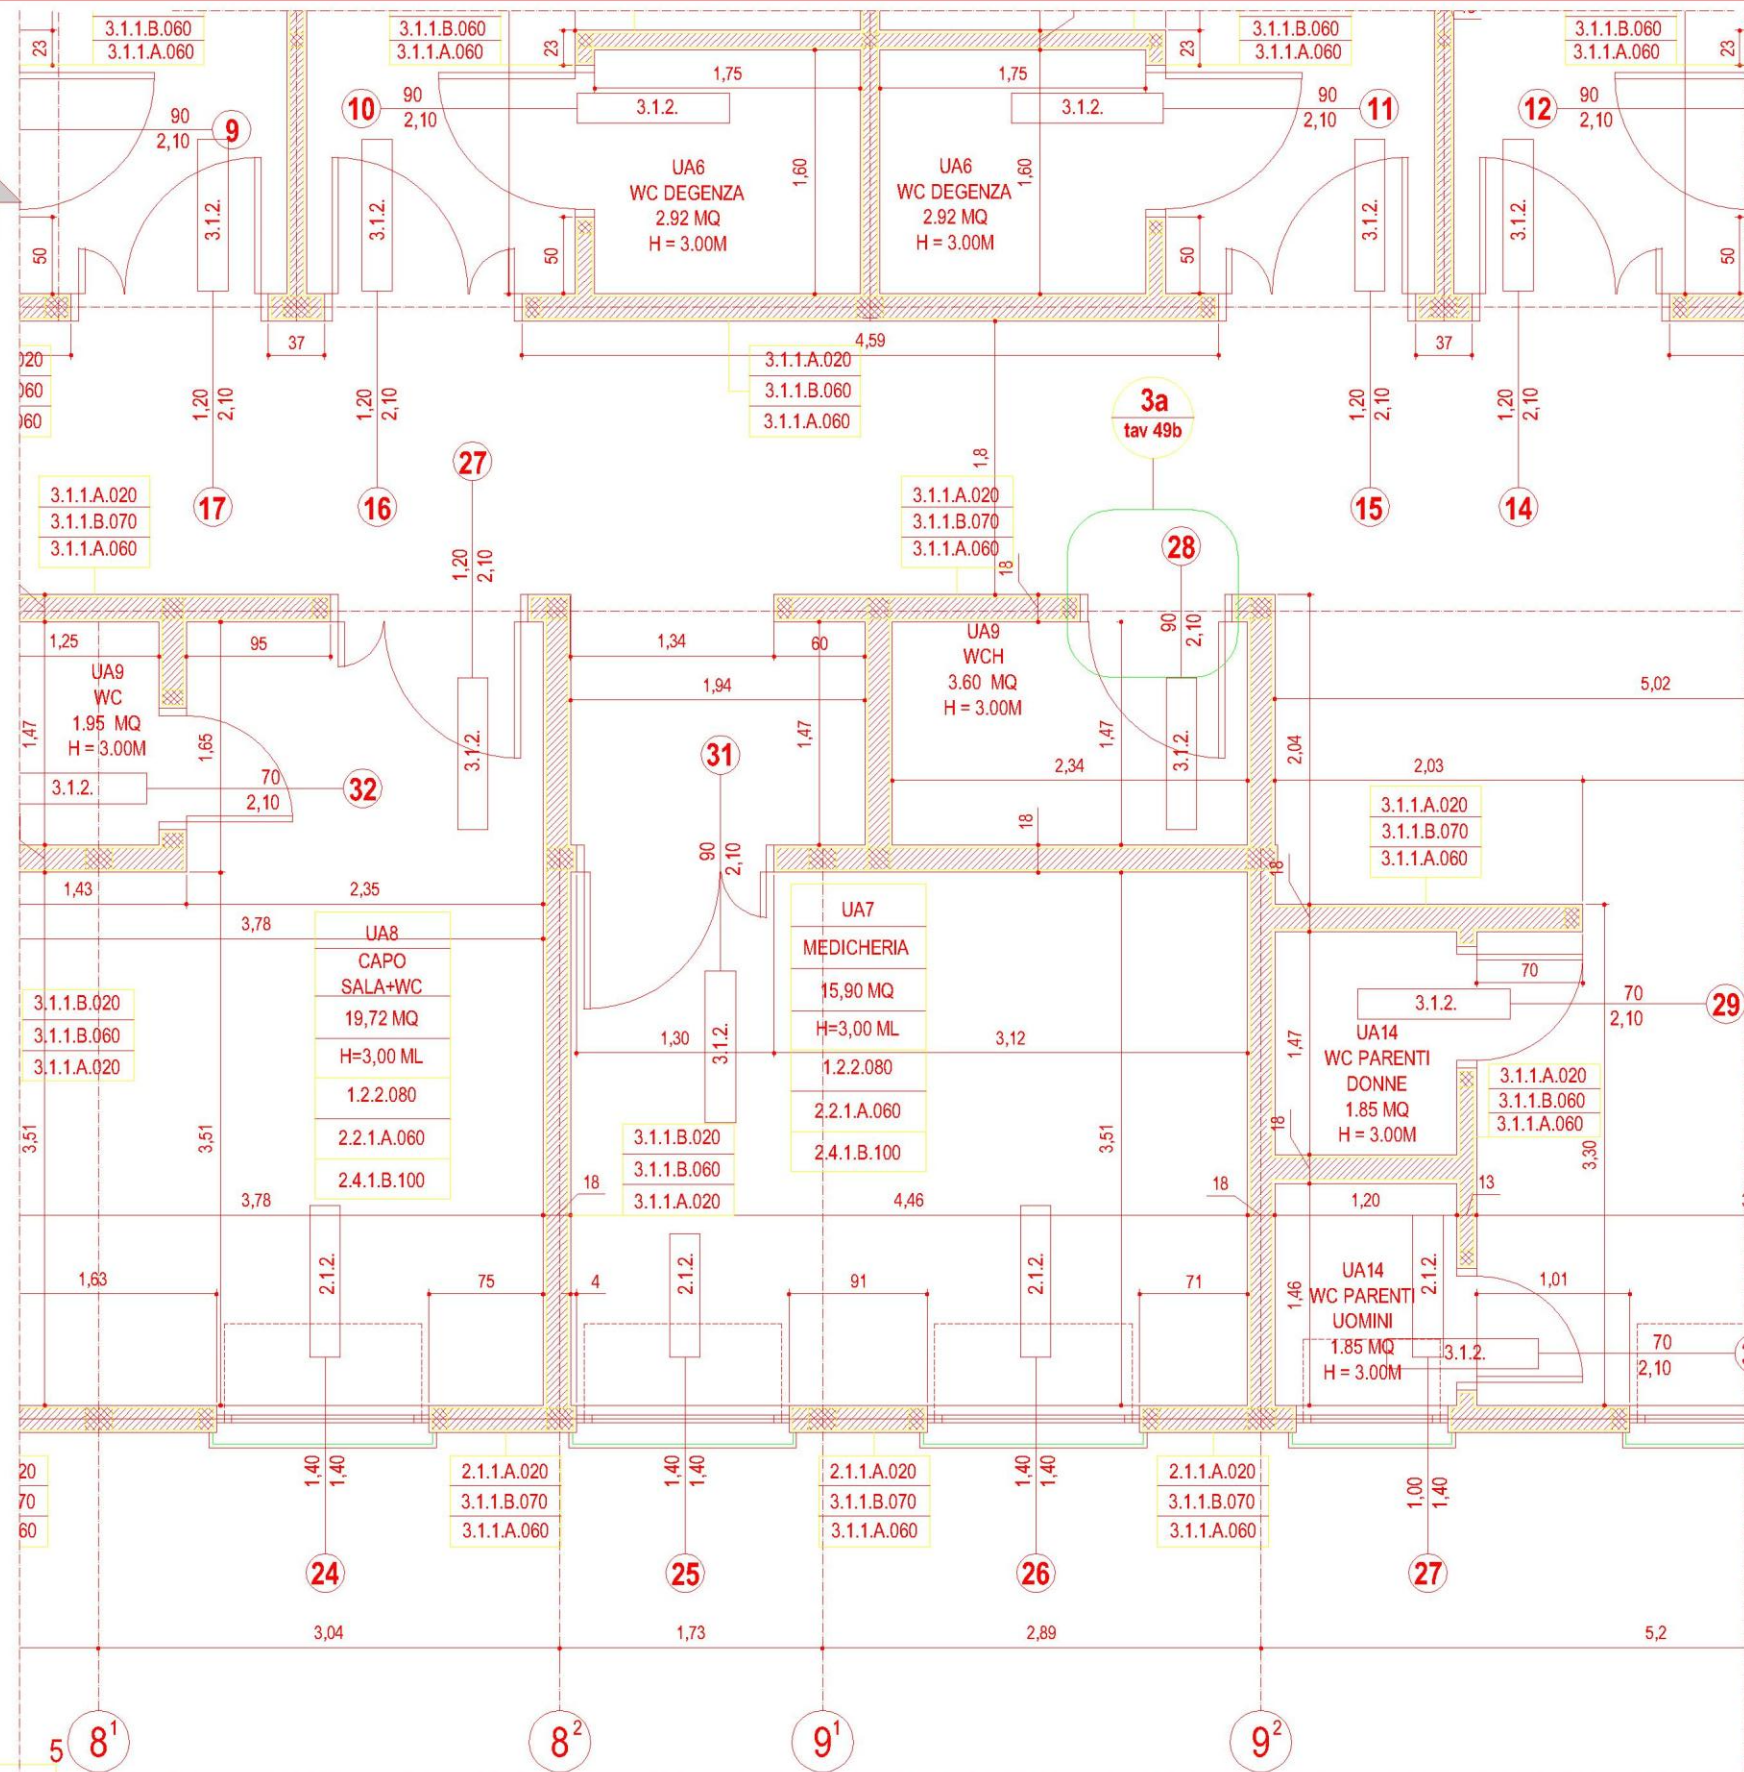 3.1.1.B.060
3.1.1.A.060
3.1.1.B.060
3.1.1.A.060
3.1.1.B.060
3.1.1.A.060
3.1.1.B.060
3.1.1.A.060
23
23
23
23
1,75
1,75
90
2,10
9
10
90
2,10
3.1.2.
3.1.2.
90
2,10
11
12
90
2,10
3.1.2.
3.1.2.
3.1.2.
3.1.2.
UA6
WC DEGENZA
2.92 MQ
H = 3.00M
1,60
UA6
WC DEGENZA
2.92 MQ
H = 3.00M
1,60
50
50
50
50
37
4,59
37
020
060
060
3.1.1.A.020
3.1.1.B.060
3.1.1.A.060
1,20
2,10
1,20
2,10
1,20
2,10
1,20
2,10
3a
tav 49b
1,8
27
1,20
2,10
17
16
15
14
3.1.1.A.020
3.1.1.B.070
3.1.1.A.060
3.1.1.A.020
3.1.1.B.070
3.1.1.A.060
18
28
90
2,10
1,25
95
1,34
60
UA9
WC
1.95 MQ
H = 3.00M
UA9
WCH
3.60 MQ
H = 3.00M
1,94
5,02
1,47
1,65
3.1.2.
1,47
1,47
3.1.2.
2,04
31
2,34
2,03
3.1.2.
70
2,10
32
18
3.1.1.A.020
3.1.1.B.070
3.1.1.A.060
90
2,10
18
1,43
2,35
3,78
UA8
CAPO
SALA+WC
19,72 MQ
H=3,00 ML
1.2.2.080
2.2.1.A.060
2.4.1.B.100
UA7
MEDICHERIA
15,90 MQ
H=3,00 ML
1.2.2.080
2.2.1.A.060
2.4.1.B.100
3.1.1.B.020
3.1.1.B.060
3.1.1.A.020
1,30
3.1.2.
3,12
70
3.1.2.
70
2,10
29
1,47
UA14
WC PARENTI
DONNE
1.85 MQ
H = 3.00M
3.1.1.A.020
3.1.1.B.060
3.1.1.A.060
3,51
3,51
3.1.1.B.020
3.1.1.B.060
3.1.1.A.020
3,51
18
3,30
3,78
18
4,46
18
1,20
13
1,63
2.1.2.
75
4
2.1.2.
91
2.1.2.
71
1,46
UA14
WC PARENTI
UOMINI
1.85 MQ
H = 3.00M
2.1.2.
1,01
3.1.2.
70
2,10
20
70
60
1,40
1,40
2.1.1.A.020
3.1.1.B.070
3.1.1.A.060
1,40
1,40
2.1.1.A.020
3.1.1.B.070
3.1.1.A.060
1,40
1,40
2.1.1.A.020
3.1.1.B.070
3.1.1.A.060
1,00
1,40
24
25
26
27
3,04
1,73
2,89
5,2
5
8¹
8²
9¹
9²